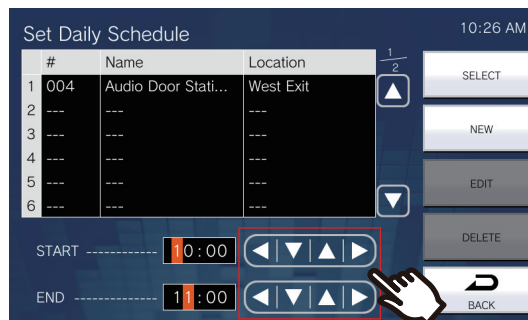 Set Daily Schedule 10:26 AM
# Name Location 1/2
1 004 Audio Door Stati... West Exit
2 --- --- ---
3 --- --- ---
4 --- --- ---
5 --- --- ---
6 --- --- ---
SELECT
NEW
EDIT
DELETE
BACK
START ------------ 10:00
END -------------- 11:00